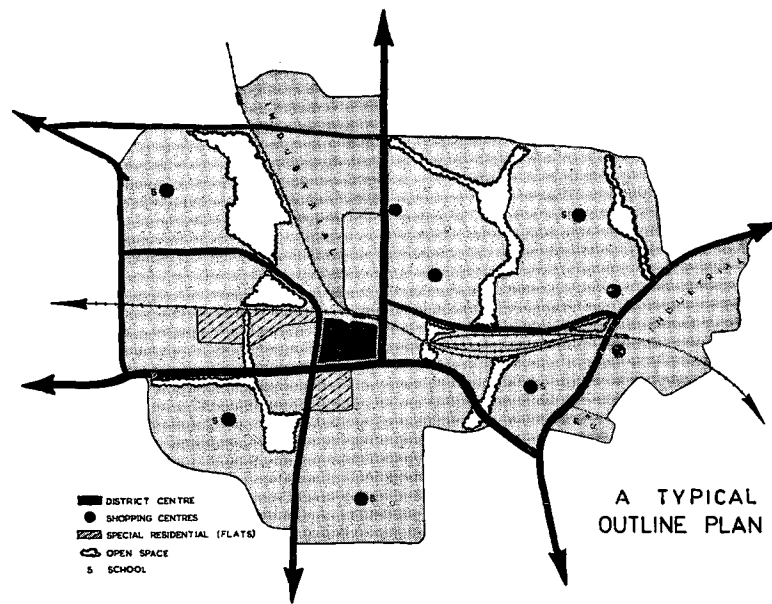 INDUSTRIAL
S
S
INDUSTRIAL
S
S
S
DISTRICT CENTRE
SHOPPING CENTRES
SPECIAL RESIDENTIAL (FLATS)
OPEN SPACE
S SCHOOL
A TYPICAL
OUTLINE PLAN